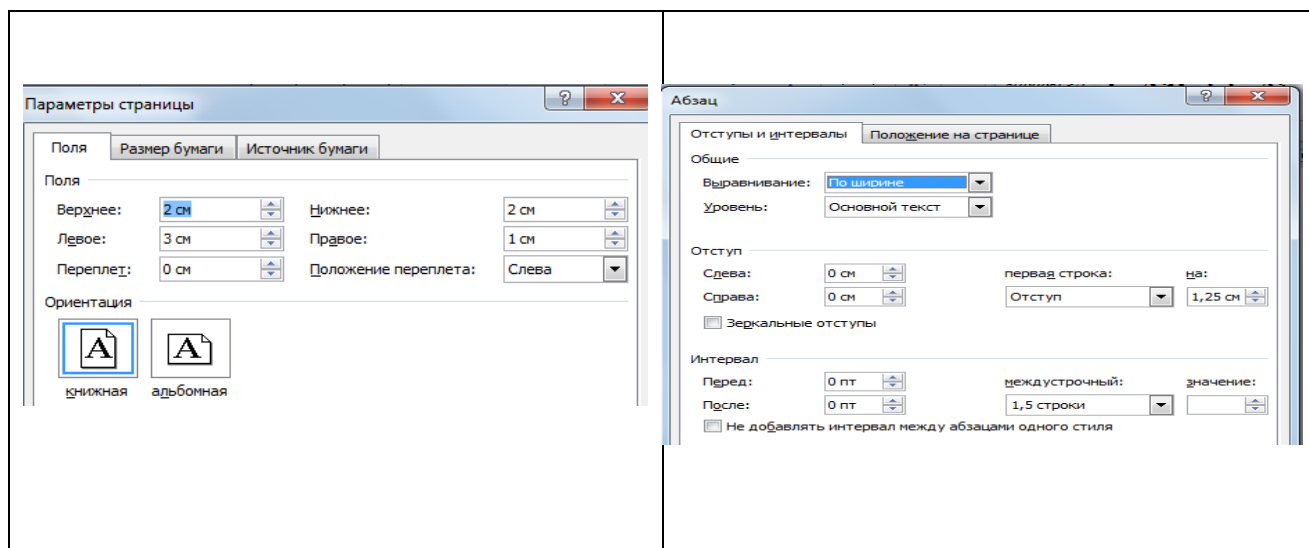 Параметры страницы
Поля Размер бумаги Источник бумаги
Поля
Верхнее: 2 см Нижнее: 2 см
Левое: 3 см Правое: 1 см
Переплет: 0 см Положение переплета: Слева
Ориентация
A A
книжная альбомная
Абзац
Отступы и интервалы Положение на странице
Общие
Выравнивание: По ширине
Уровень: Основной текст
Отступ
Слева: 0 см первая строка: на:
Справа: 0 см Отступ 1,25 см
Зеркальные отступы
Интервал
Перед: 0 пт междустрочный: значение:
После: 0 пт 1,5 строки
Не добавлять интервал между абзацами одного стиля